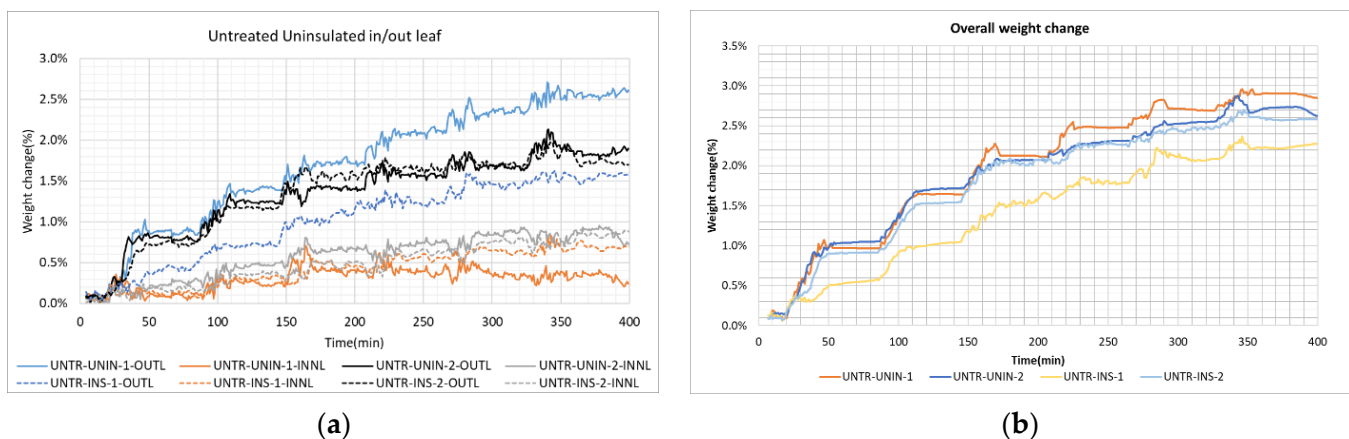 Untreated Uninsulated in/out leaf
3.0%
2.5%
2.0%
1.5%
1.0%
0.5%
0.0%
Weight change(%)
0 50 100 150 200 250 300 350 400
Time(min)
UNTR-UNIN-1-OUTL UNTR-UNIN-1-INNL UNTR-UNIN-2-OUTL UNTR-UNIN-2-INNL
UNTR-INS-1-OUTL UNTR-INS-1-INNL UNTR-INS-2-OUTL UNTR-INS-2-INNL
(a)
Overall weight change
3.5%
3.0%
2.5%
2.0%
1.5%
1.0%
0.5%
0.0%
Weight change(%)
0 50 100 150 200 250 300 350 400
Time(min)
UNTR-UNIN-1 UNTR-UNIN-2 UNTR-INS-1 UNTR-INS-2
(b)